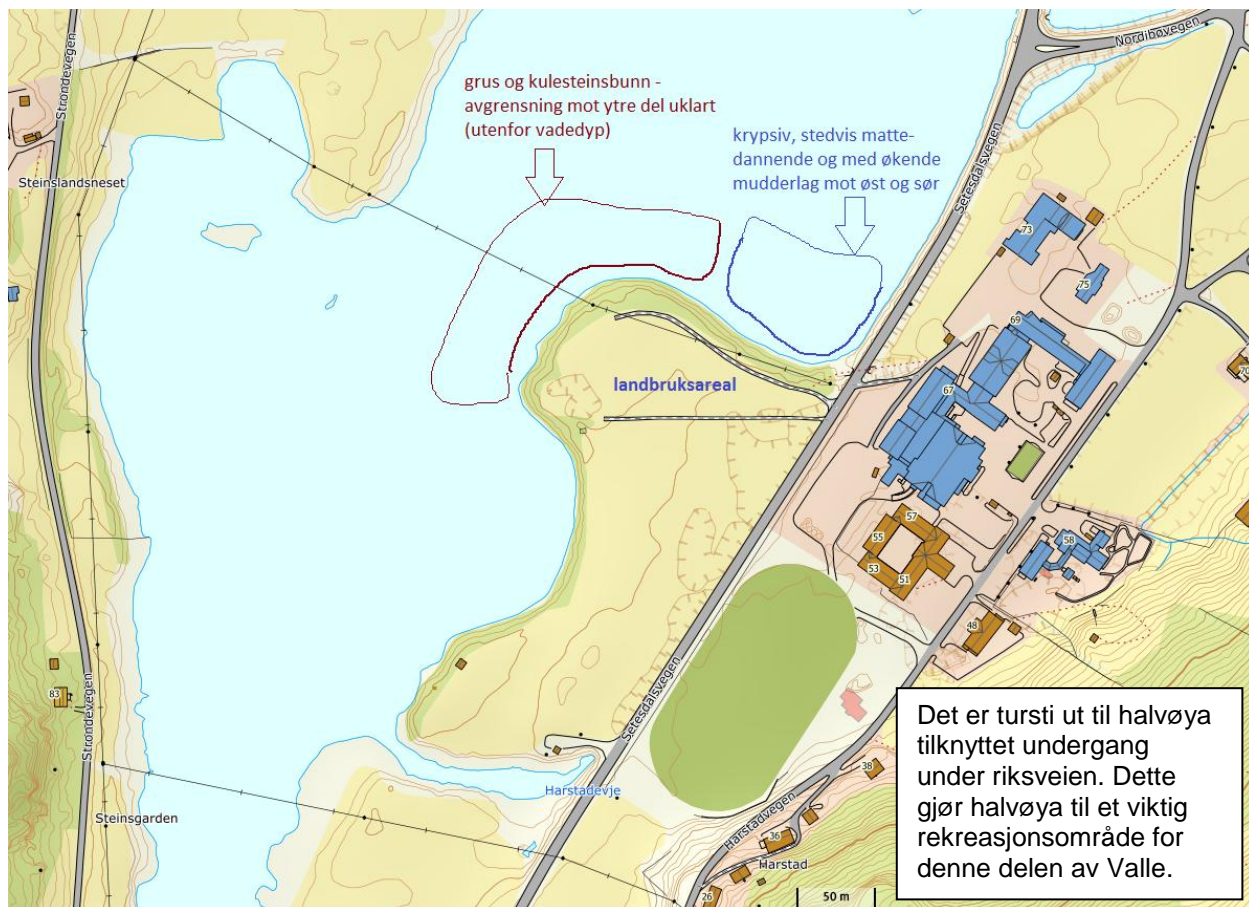 Nordibøvegen
Strondevegen
grus og kulesteinsbunn -
avgrensning mot ytre del uklart
(utenfor vadedyp)
krypsiv, stedvis matte-
dannende og med økende
mudderlag mot øst og sør
Setesdalsvegen
Steinslandsneset
73
75
69
70
landbruksareal
67
57
55
53
51
58
48
Setesdalsvegen
83
Strondevegen
Harstadevje
Steinsgarden
38
Harstadvegen
36
Harstad
26
50 m
Det er tursti ut til halvøya
tilknyttet undergang
under riksveien. Dette
gjør halvøya til et viktig
rekreasjonsområde for
denne delen av Valle.